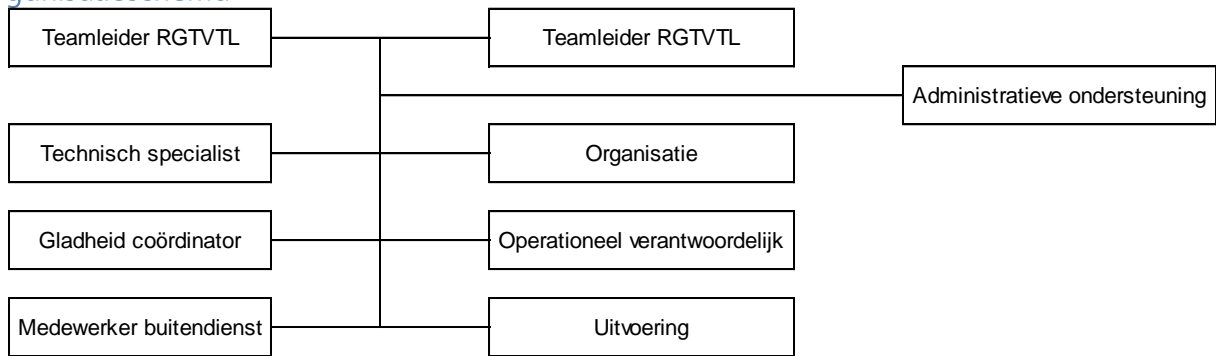 Teamleider RGTVTL
Teamleider RGTVTL
Administratieve ondersteuning
Technisch specialist
Organisatie
Gladheid coördinator
Operationeel verantwoordelijk
Medewerker buitendienst
Uitvoering